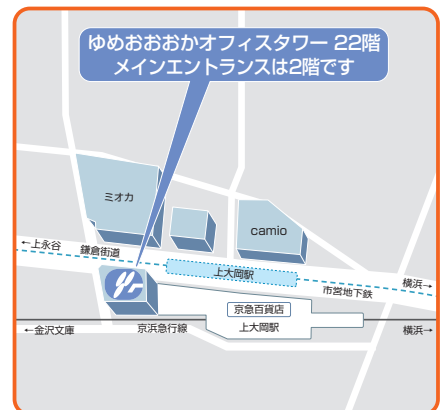 ゆめおおおかオフィスタワー 22階
メインエントランスは2階です
ミオカ
camio
←上永谷
鎌倉街道
上大岡駅
横浜→
市営地下鉄
京急百貨店
←金沢文庫
京浜急行線
上大岡駅
横浜→